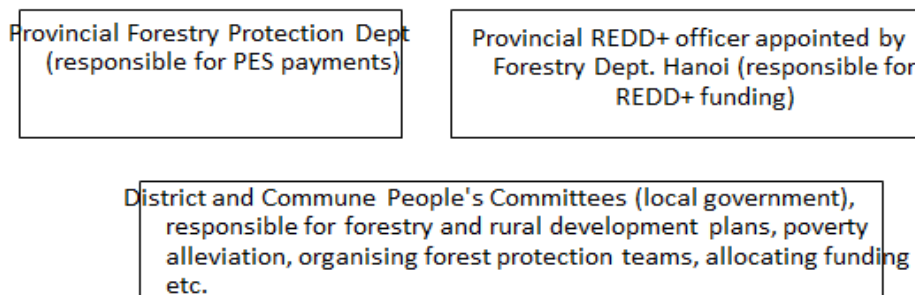 Provincial Forestry Protection Dept
(responsible for PES payments)
Provincial REDD+ officer appointed by
Forestry Dept. Hanoi (responsible for
REDD+ funding)
District and Commune People's Committees (local government),
responsible for forestry and rural development plans, poverty
alleviation, organising forest protection teams, allocating funding
etc.